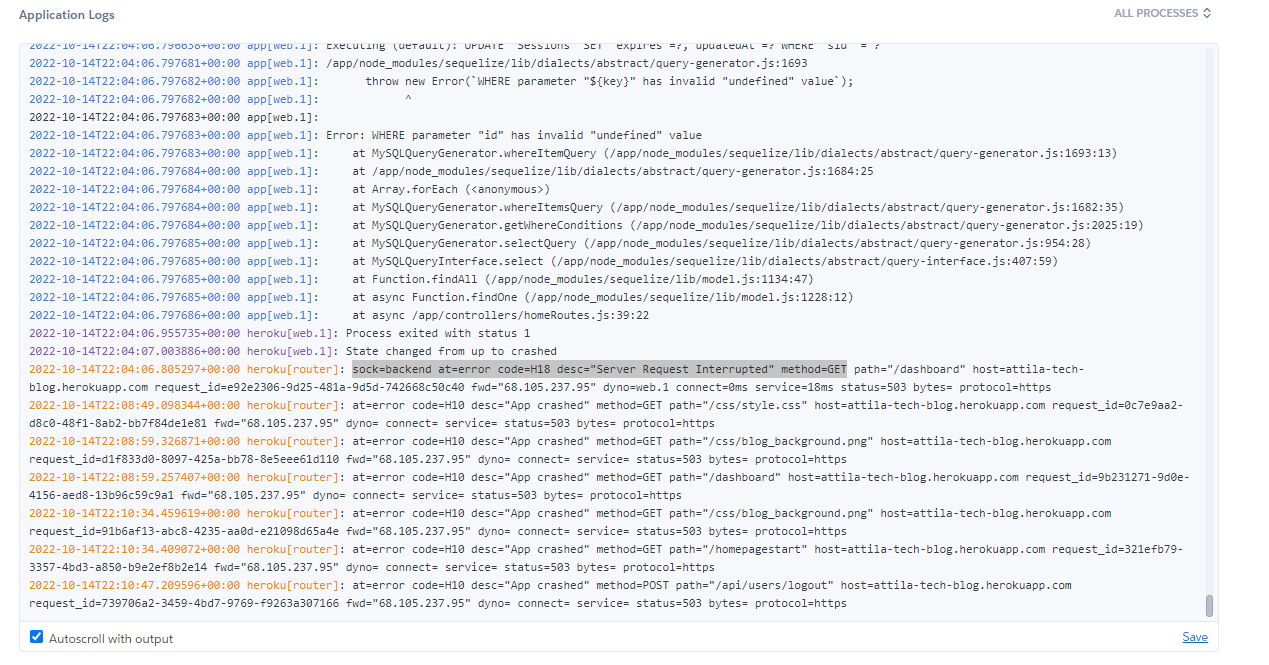 Application Logs
ALL PROCESSES
2022-10-14T22:04:06.796638+00:00 app[web.1]: Executing (default): UPDATE `Sessions` SET `expires`=?,`updatedAt`=? WHERE `sid` = ?
2022-10-14T22:04:06.797681+00:00 app[web.1]: /app/node_modules/sequelize/lib/dialects/abstract/query-generator.js:1693
2022-10-14T22:04:06.797682+00:00 app[web.1]: throw new Error(`WHERE parameter "${key}" has invalid "undefined" value`);
2022-10-14T22:04:06.797682+00:00 app[web.1]: ^
2022-10-14T22:04:06.797683+00:00 app[web.1]:
2022-10-14T22:04:06.797683+00:00 app[web.1]: Error: WHERE parameter "id" has invalid "undefined" value
2022-10-14T22:04:06.797683+00:00 app[web.1]: at MySQLQueryGenerator.whereItemQuery (/app/node_modules/sequelize/lib/dialects/abstract/query-generator.js:1693:13)
2022-10-14T22:04:06.797684+00:00 app[web.1]: at /app/node_modules/sequelize/lib/dialects/abstract/query-generator.js:1684:25
2022-10-14T22:04:06.797684+00:00 app[web.1]: at Array.forEach (<anonymous>)
2022-10-14T22:04:06.797684+00:00 app[web.1]: at MySQLQueryGenerator.whereItemsQuery (/app/node_modules/sequelize/lib/dialects/abstract/query-generator.js:1682:35)
2022-10-14T22:04:06.797684+00:00 app[web.1]: at MySQLQueryGenerator.getWhereConditions (/app/node_modules/sequelize/lib/dialects/abstract/query-generator.js:2025:19)
2022-10-14T22:04:06.797685+00:00 app[web.1]: at MySQLQueryGenerator.selectQuery (/app/node_modules/sequelize/lib/dialects/abstract/query-generator.js:954:28)
2022-10-14T22:04:06.797685+00:00 app[web.1]: at MySQLQueryInterface.select (/app/node_modules/sequelize/lib/dialects/abstract/query-interface.js:407:59)
2022-10-14T22:04:06.797685+00:00 app[web.1]: at Function.findAll (/app/node_modules/sequelize/lib/model.js:1134:47)
2022-10-14T22:04:06.797685+00:00 app[web.1]: at async Function.findOne (/app/node_modules/sequelize/lib/model.js:1228:12)
2022-10-14T22:04:06.797686+00:00 app[web.1]: at async /app/controllers/homeRoutes.js:39:22
2022-10-14T22:04:06.955735+00:00 heroku[web.1]: Process exited with status 1
2022-10-14T22:04:07.003886+00:00 heroku[web.1]: State changed from up to crashed
2022-10-14T22:04:06.805297+00:00 heroku[router]: sock=backend at=error code=H18 desc="Server Request Interrupted" method=GET path="/dashboard" host=attila-tech-
blog.herokuapp.com request_id=e92e2306-9d25-481a-9d5d-742668c50c40 fwd="68.105.237.95" dyno=web.1 connect=0ms service=18ms status=503 bytes= protocol=https
2022-10-14T22:08:49.098344+00:00 heroku[router]: at=error code=H10 desc="App crashed" method=GET path="/css/style.css" host=attila-tech-blog.herokuapp.com request_id=0c7e9aa2-
d8c0-48f1-8ab2-bb7f84de1e81 fwd="68.105.237.95" dyno= connect= service= status=503 bytes= protocol=https
2022-10-14T22:08:59.326871+00:00 heroku[router]: at=error code=H10 desc="App crashed" method=GET path="/css/blog_background.png" host=attila-tech-blog.herokuapp.com
request_id=d1f833d0-8097-425a-bb78-8e5eee61d110 fwd="68.105.237.95" dyno= connect= service= status=503 bytes= protocol=https
2022-10-14T22:08:59.257407+00:00 heroku[router]: at=error code=H10 desc="App crashed" method=GET path="/dashboard" host=attila-tech-blog.herokuapp.com request_id=9b231271-9d0e-
4156-aed8-13b96c59c9a1 fwd="68.105.237.95" dyno= connect= service= status=503 bytes= protocol=https
2022-10-14T22:10:34.459619+00:00 heroku[router]: at=error code=H10 desc="App crashed" method=GET path="/css/blog_background.png" host=attila-tech-blog.herokuapp.com
request_id=91b6af13-abc8-4235-aa0d-e21098d65a4e fwd="68.105.237.95" dyno= connect= service= status=503 bytes= protocol=https
2022-10-14T22:10:34.409072+00:00 heroku[router]: at=error code=H10 desc="App crashed" method=GET path="/homepagestart" host=attila-tech-blog.herokuapp.com request_id=321efb79-
3357-4bd3-a850-b9e2ef8b2e14 fwd="68.105.237.95" dyno= connect= service= status=503 bytes= protocol=https
2022-10-14T22:10:47.209596+00:00 heroku[router]: at=error code=H10 desc="App crashed" method=POST path="/api/users/logout" host=attila-tech-blog.herokuapp.com
request_id=739706a2-3459-4bd7-9769-f9263a307166 fwd="68.105.237.95" dyno= connect= service= status=503 bytes= protocol=https
Autoscroll with output
Save